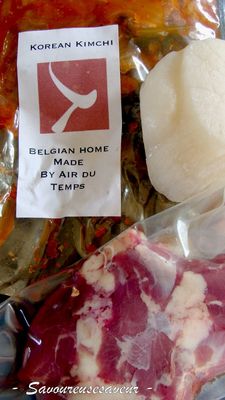 Korean Kimchi
Belgian home
Made
By Air du
Temps
- Savoureusesaveur -